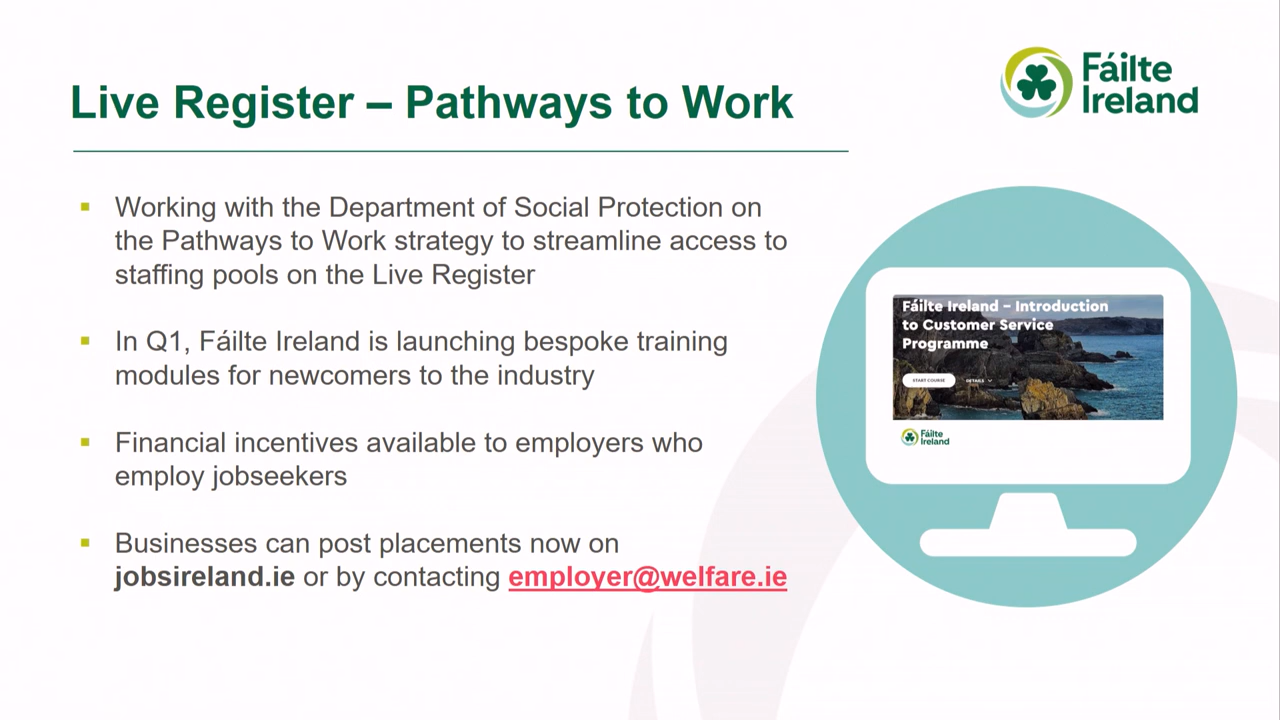 Live Register – Pathways to Work
Fáilte
Ireland
Working with the Department of Social Protection on
the Pathways to Work strategy to streamline access to
staffing pools on the Live Register
In Q1, Fáilte Ireland is launching bespoke training
modules for newcomers to the industry
Financial incentives available to employers who
employ jobseekers
Businesses can post placements now on
jobsireland.ie or by contacting employer@welfare.ie
Fáilte Ireland – Introduction
to Customer Service
Programme
START COURSE DETAILS
Fáilte
Ireland